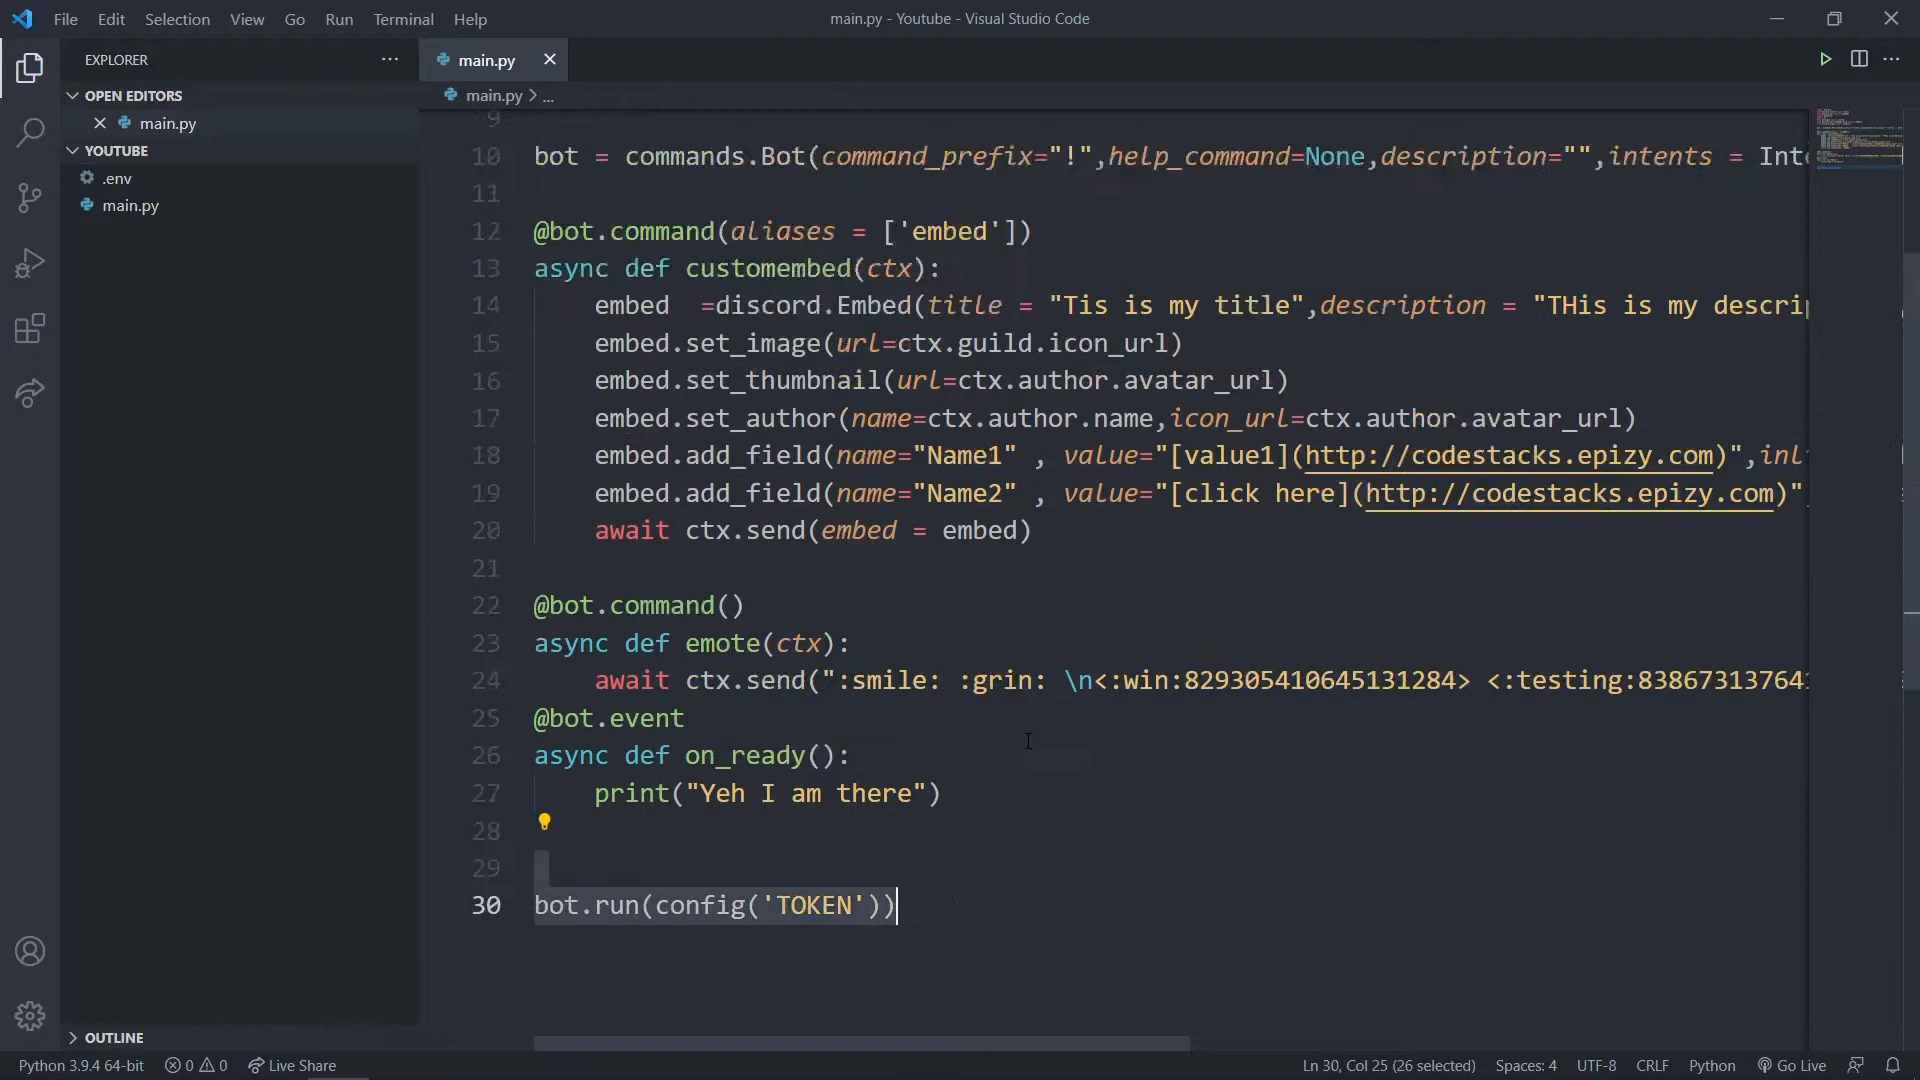 File Edit Selection View Go Run Terminal Help
main.py - Youtube - Visual Studio Code
EXPLORER
OPEN EDITORS
main.py
YOUTUBE
.env
main.py
main.py
main.py > ...
9
10 bot = commands.Bot(command_prefix="!",help_command=None,description="",intents = Int
11
12 @bot.command(aliases = ['embed'])
13 async def customembed(ctx):
14 embed  =discord.Embed(title = "Tis is my title",description = "THis is my descrip
15 embed.set_image(url=ctx.guild.icon_url)
16 embed.set_thumbnail(url=ctx.author.avatar_url)
17 embed.set_author(name=ctx.author.name,icon_url=ctx.author.avatar_url)
18 embed.add_field(name="Name1" , value="[value1](http://codestacks.epizy.com)",inl
19 embed.add_field(name="Name2" , value="[click here](http://codestacks.epizy.com)"
20 await ctx.send(embed = embed)
21
22 @bot.command()
23 async def emote(ctx):
24 await ctx.send(":smile: :grin: \n<:win:829305410645131284> <:testing:838673137641
25 @bot.event
26 async def on_ready():
27 print("Yeh I am there")
28
29
30 bot.run(config('TOKEN'))
OUTLINE
Python 3.9.4 64-bit 0 0 Live Share Ln 30, Col 25 (26 selected) Spaces: 4 UTF-8 CRLF Python Go Live